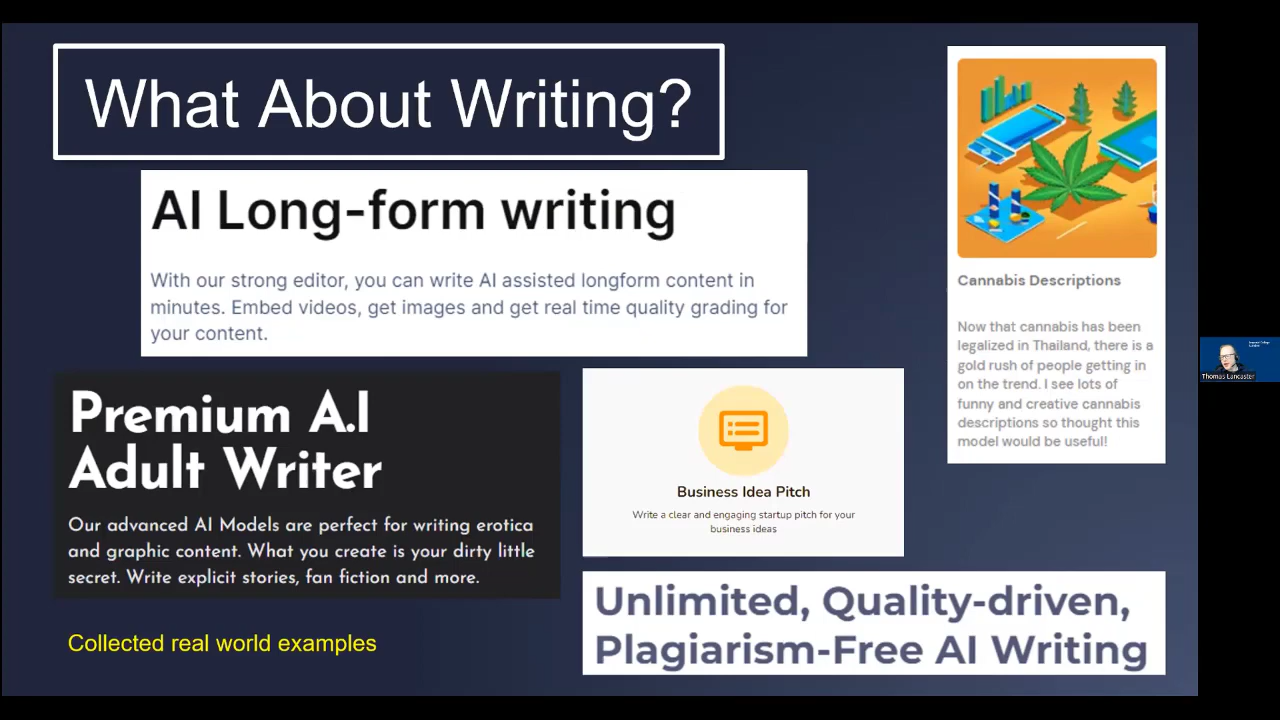 What About Writing?
AI Long-form writing
With our strong editor, you can write AI assisted longform content in
minutes. Embed videos, get images and get real time quality grading for
your content.
Premium A.I
Adult Writer
Our advanced AI Models are perfect for writing erotica
and graphic content. What you create is your dirty little
secret. Write explicit stories, fan fiction and more.
Collected real world examples
Business Idea Pitch
Write a clear and engaging startup pitch for your
business ideas
Unlimited, Quality-driven,
Plagiarism-Free AI Writing
Cannabis Descriptions
Now that cannabis has been
legalized in Thailand, there is a
gold rush of people getting in
on the trend. I see lots of
funny and creative cannabis
descriptions so thought this
model would be useful!
Thomas Lancaster